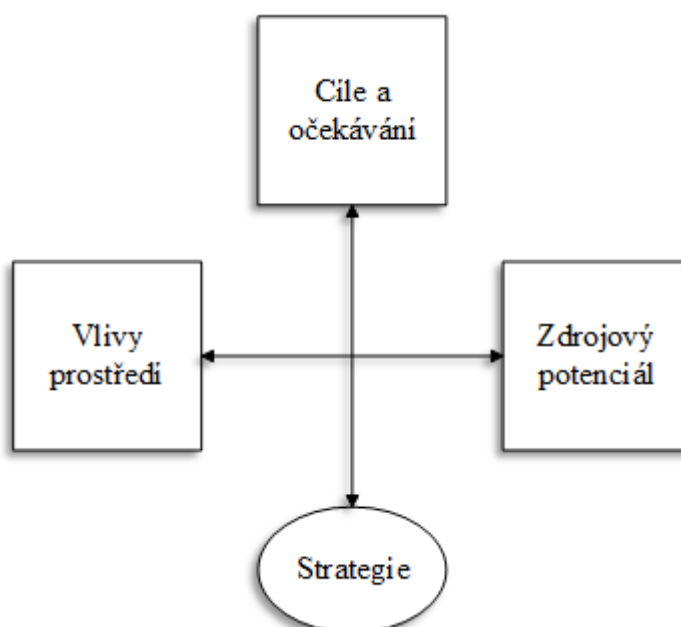 Cíle a
očekávání
Vlivy
prostředí
Zdrojový
potenciál
Strategie